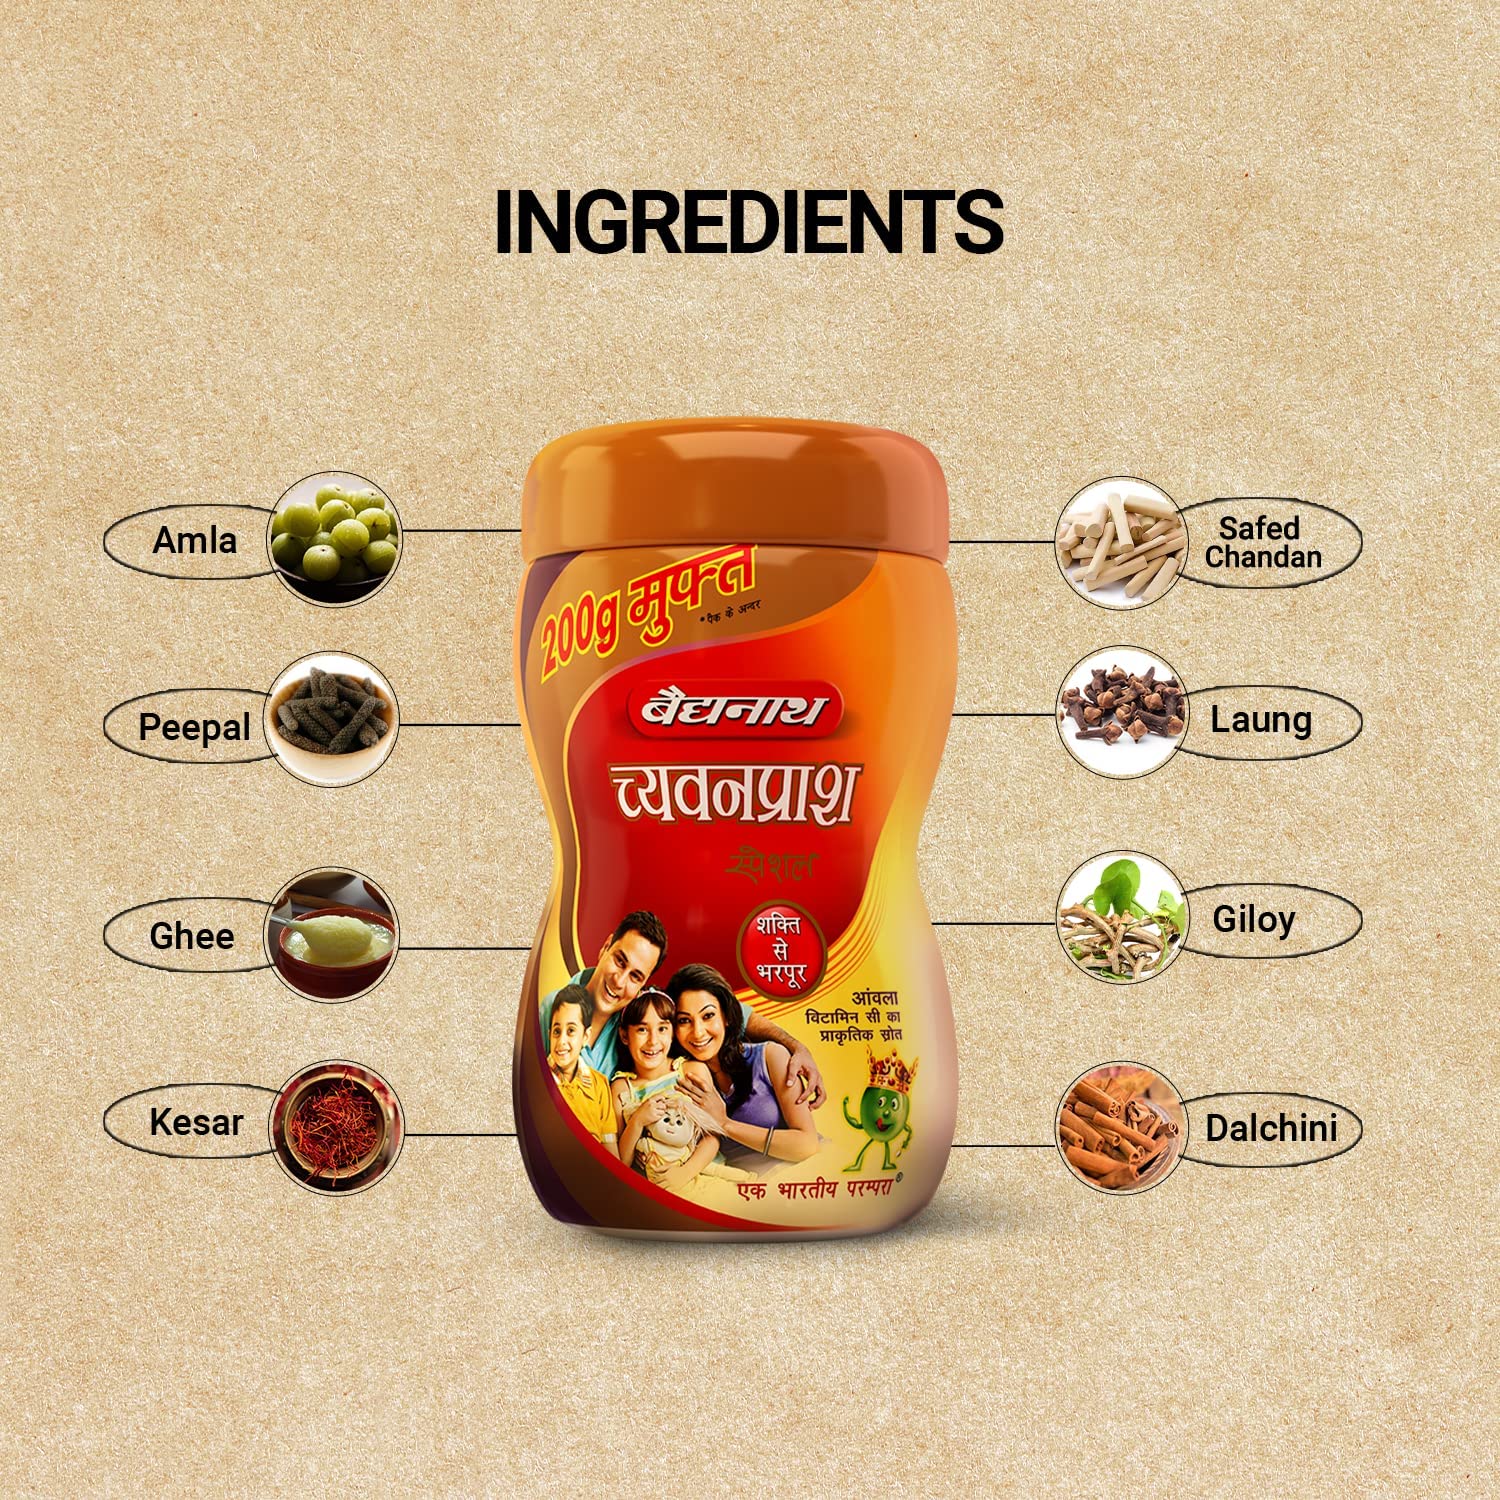 INGREDIENTS
Amla
Peepal
Ghee
Kesar
200g मुफ्त
*पैक के अन्दर
बैद्यनाथ
च्यवनप्राश
स्पेशल
शक्ति
से
भरपूर
आंवला
विटामिन सी का
प्राकृतिक स्रोत
एक भारतीय परम्परा®
Safed
Chandan
Laung
Giloy
Dalchini